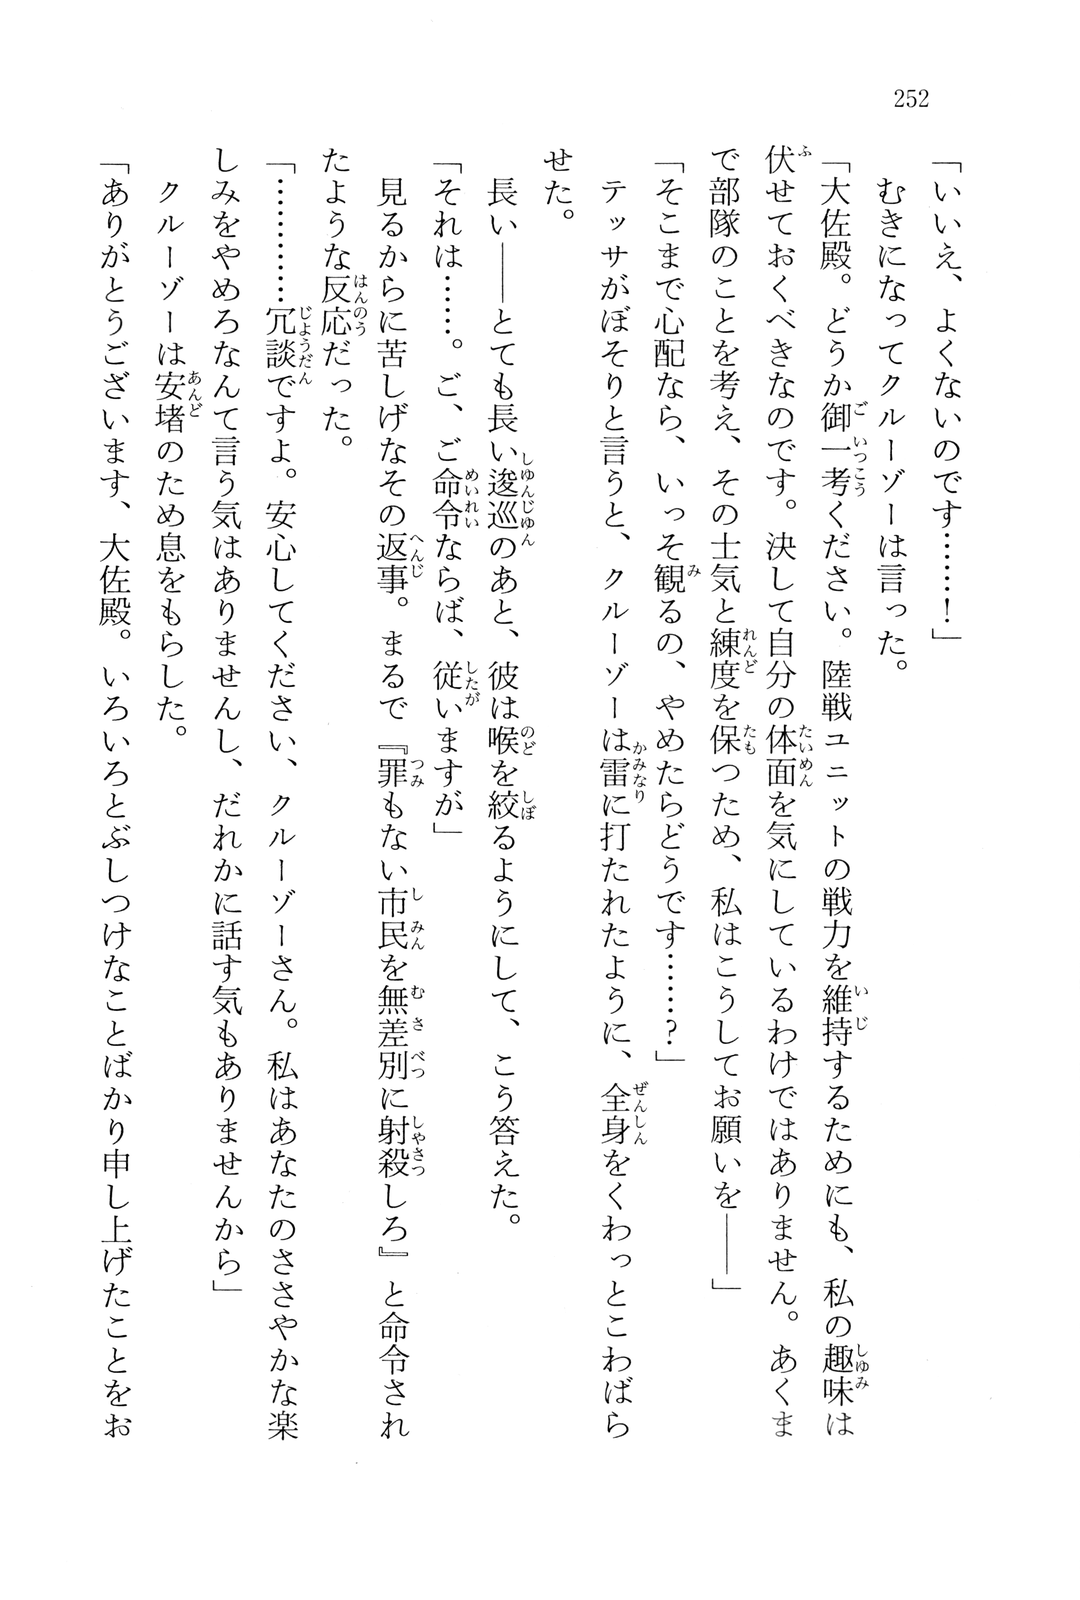 252
「いいえ、よくないのです……！」
　むきになってクルーゾーは言った。
「大佐殿。どうか御一考ください。陸戦ユニットの戦力を維持するためにも、私の趣味は
伏せておくべきなのです。決して自分の体面を気にしているわけではありません。あくま
で部隊のことを考え、その士気と練度を保つため、私はこうしてお願いを――」
「そこまで心配なら、いっそ観るの、やめたらどうです……？」
　テッサがぼそりと言うと、クルーゾーは雷に打たれたように、全身をくわっとこわばら
せた。
　長い――とても長い逡巡のあと、彼は喉を絞るようにして、こう答えた。
「それは……。ご、ご命令ならば、従いますが」
　見るからに苦しげなその返事。まるで『罪もない市民を無差別に射殺しろ』と命令され
たような反応だった。
「…………冗談ですよ。安心してください、クルーゾーさん。私はあなたのささやかな楽
しみをやめろなんて言う気はありませんし、だれかに話す気もありませんから」
　クルーゾーは安堵のため息をもらした。
「ありがとうございます、大佐殿。いろいろとぶしつけなことばかり申し上げたことをお